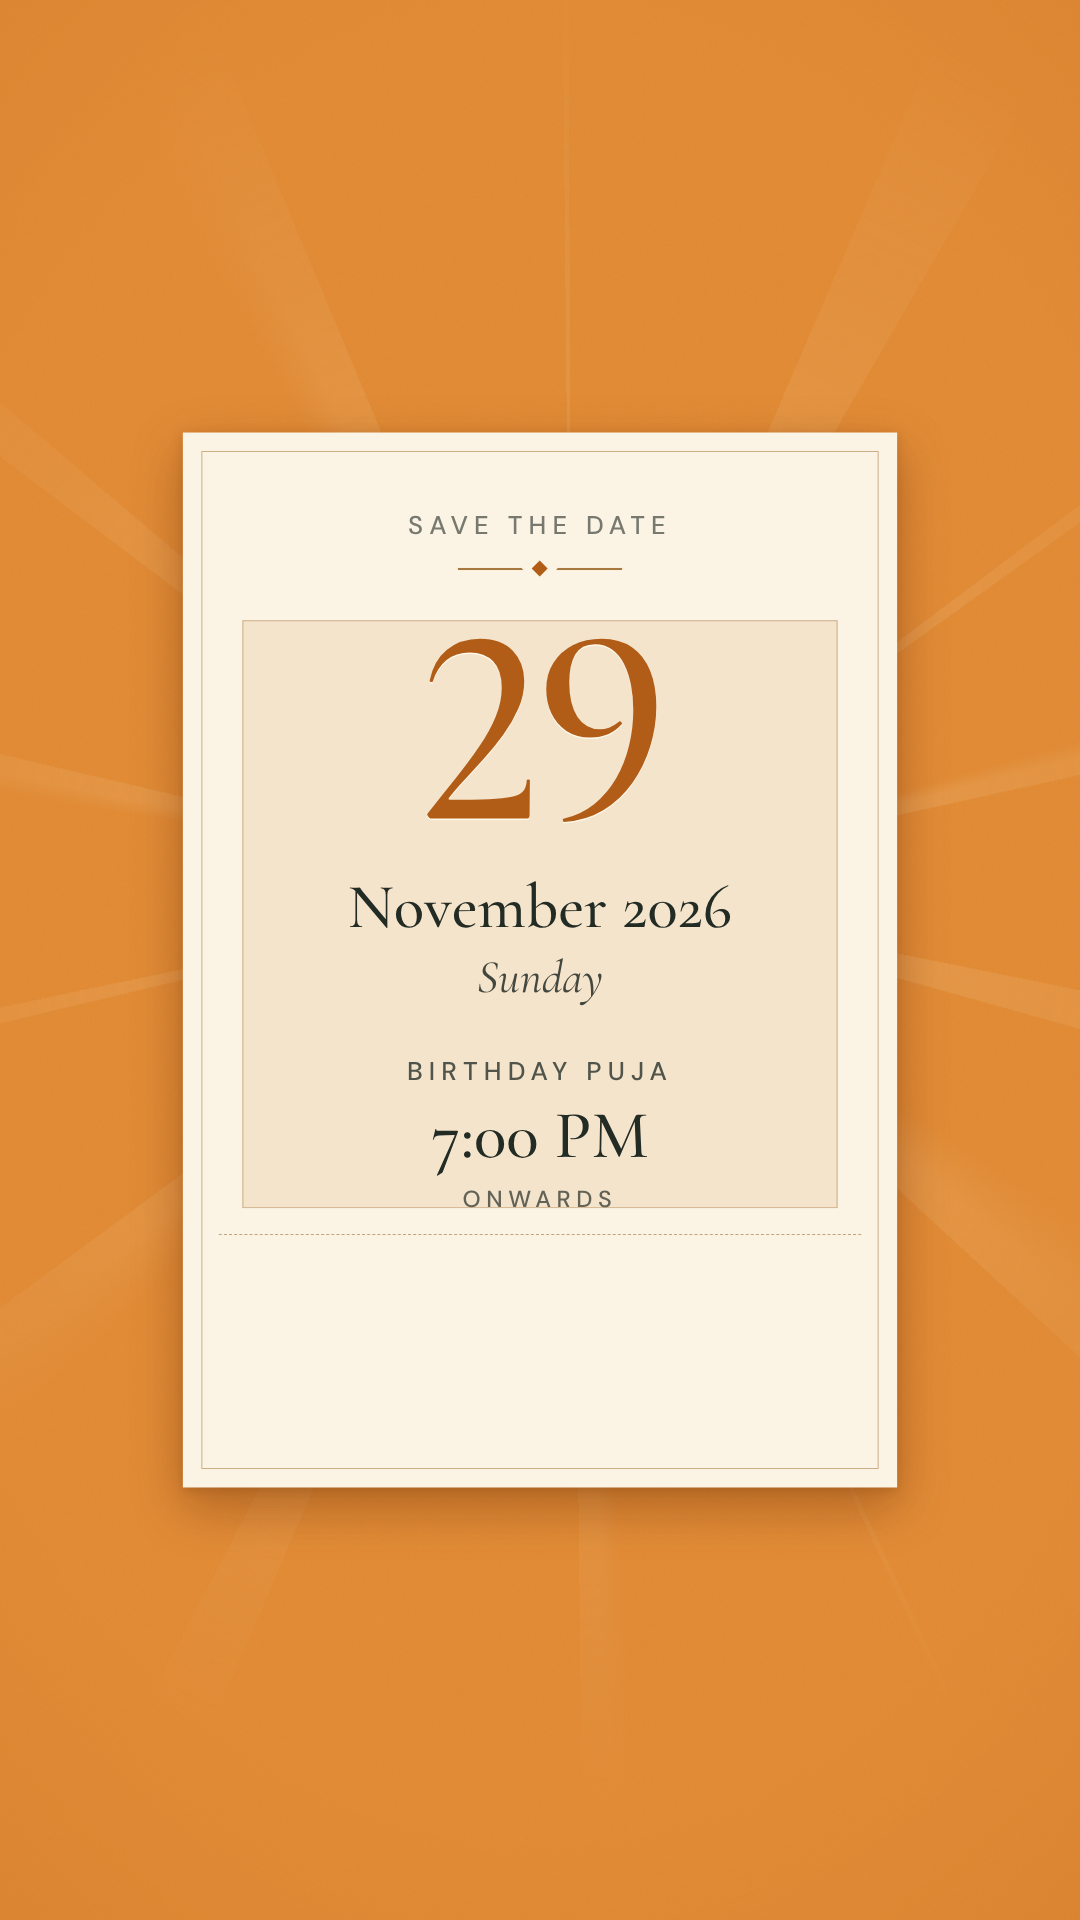 SAVE THE DATE
29
November 2026
Sunday
BIRTHDAY PUJA
7:00 PM
ONWARDS